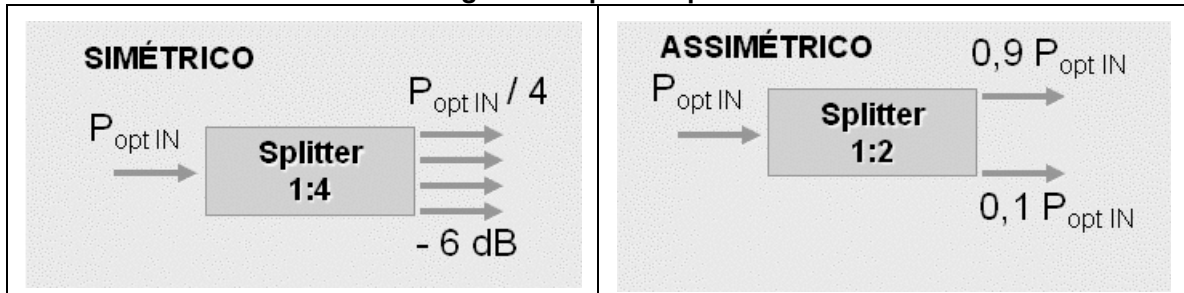 SIMÉTRICO
P opt IN
Splitter
1:4
P opt IN / 4
- 6 dB
ASSIMÉTRICO
P opt IN
Splitter
1:2
0,9 P opt IN
0,1 P opt IN